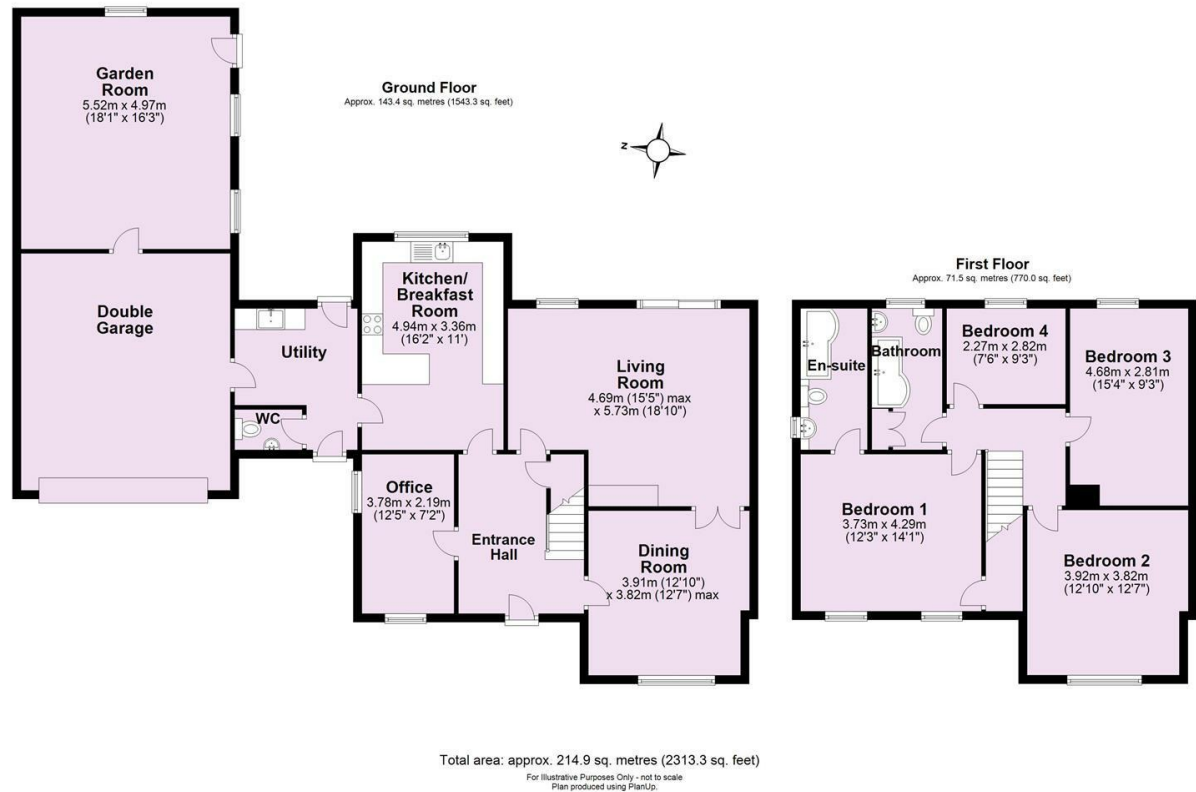 Garden
Room
5.52m x 4.97m
(18'1" x 16'3")
Ground Floor
Approx. 143.4 sq. metres (1543.3 sq. feet)
N
Double
Garage
Utility
WC
Kitchen/
Breakfast
Room
4.94m x 3.36m
(16'2" x 11')
Living
Room
4.69m (15'5") max
x 5.73m (18'10")
Office
3.78m x 2.19m
(12'5" x 7'2")
Entrance
Hall
Dining
Room
3.91m (12'10")
x 3.82m (12'7") max
First Floor
Approx. 71.5 sq. metres (770.0 sq. feet)
En-suite
Bathroom
Bedroom 4
2.27m x 2.82m
(7'6" x 9'3")
Bedroom 3
4.68m x 2.81m
(15'4" x 9'3")
Bedroom 1
3.73m x 4.29m
(12'3" x 14'1")
Bedroom 2
3.92m x 3.82m
(12'10" x 12'7")
Total area: approx. 214.9 sq. metres (2313.3 sq. feet)
For Illustrative Purposes Only - not to scale
Plan produced using PlanUp.